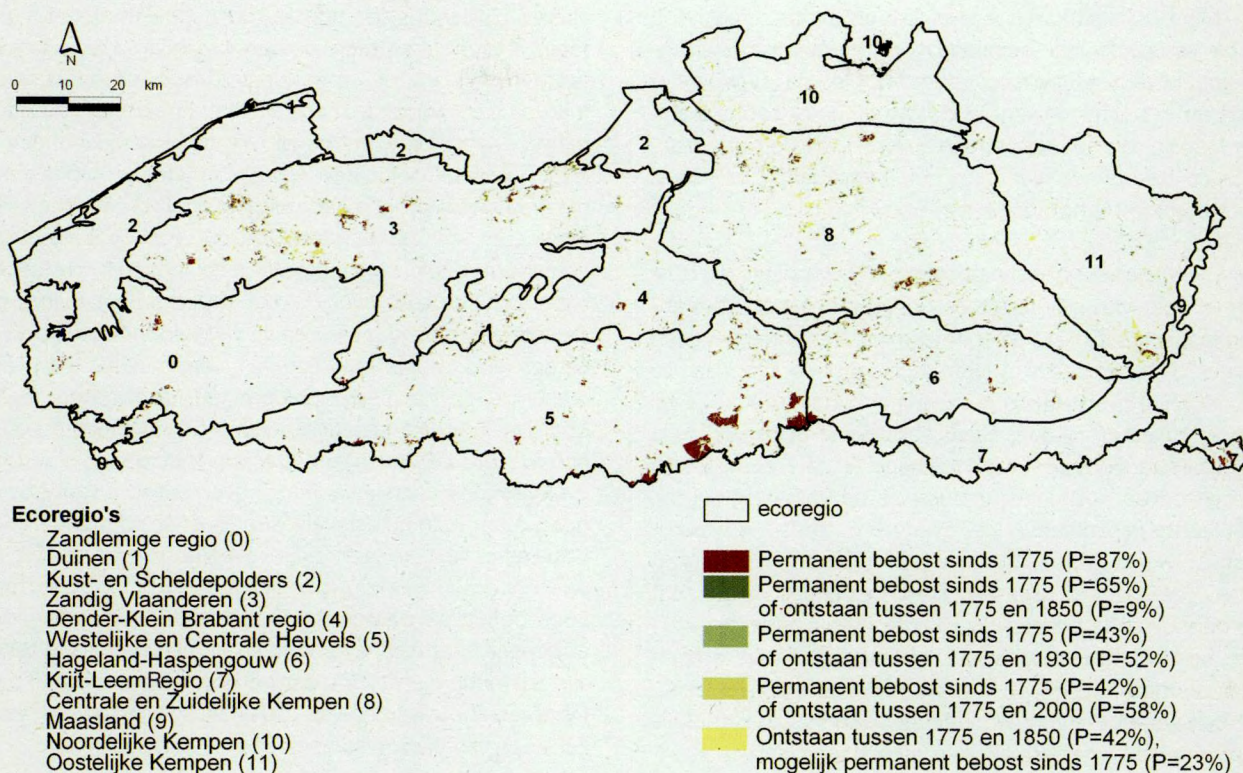 10
N
0 10 20 km
10
1
2
2
3
8
2
1
11
4
9
0
6
5
5
7
7
0
Ecoregio's
Zandlemige regio (0)
Duinen (1)
Kust- en Scheldepolders (2)
Zandig Vlaanderen (3)
Dender-Klein Brabant regio (4)
Westelijke en Centrale Heuvels (5)
Hageland-Haspengouw (6)
Krijt-LeemRegio (7)
Centrale en Zuidelijke Kempen (8)
Maasland (9)
Noordelijke Kempen (10)
Oostelijke Kempen (11)
ecoregio
Permanent bebost sinds 1775 (P=87%)
Permanent bebost sinds 1775 (P=65%)
of ontstaan tussen 1775 en 1850 (P=9%)
Permanent bebost sinds 1775 (P=43%)
of ontstaan tussen 1775 en 1930 (P=52%)
Permanent bebost sinds 1775 (P=42%)
of ontstaan tussen 1775 en 2000 (P=58%)
Ontstaan tussen 1775 en 1850 (P=42%),
mogelijk permanent bebost sinds 1775 (P=23%)